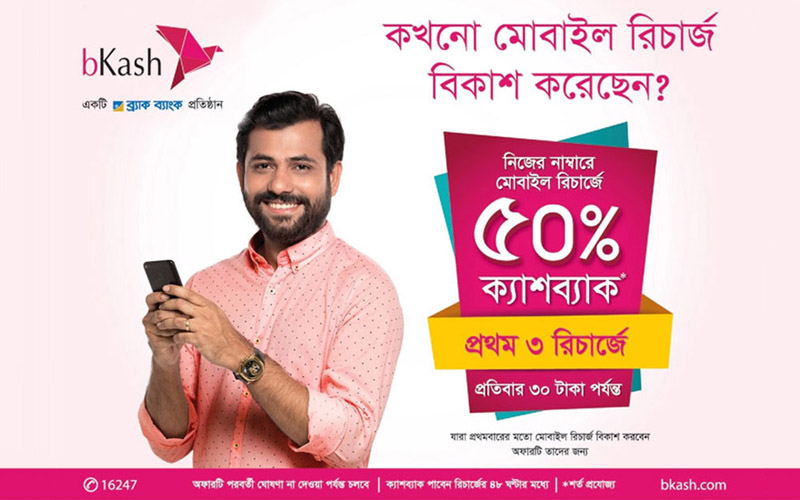 bKash
একটি ব্র্যাক ব্যাংক প্রতিষ্ঠান
কখনো মোবাইল রিচার্জ
বিকাশ করেছেন?
নিজের নাম্বারে
মোবাইল রিচার্জে
৫০%
ক্যাশব্যাক*
প্রথম ৩ রিচার্জে
প্রতিবার ৩০ টাকা পর্যন্ত
যারা প্রথমবারের মতো মোবাইল রিচার্জ বিকাশ করবেন
অফারটি তাদের জন্য
16247 অফারটি পরবর্তী ঘোষণা না দেওয়া পর্যন্ত চলবে | ক্যাশব্যাক পাবেন রিচার্জের ৪৮ ঘন্টার মধ্যে | *শর্ত প্রযোজ্য bkash.com